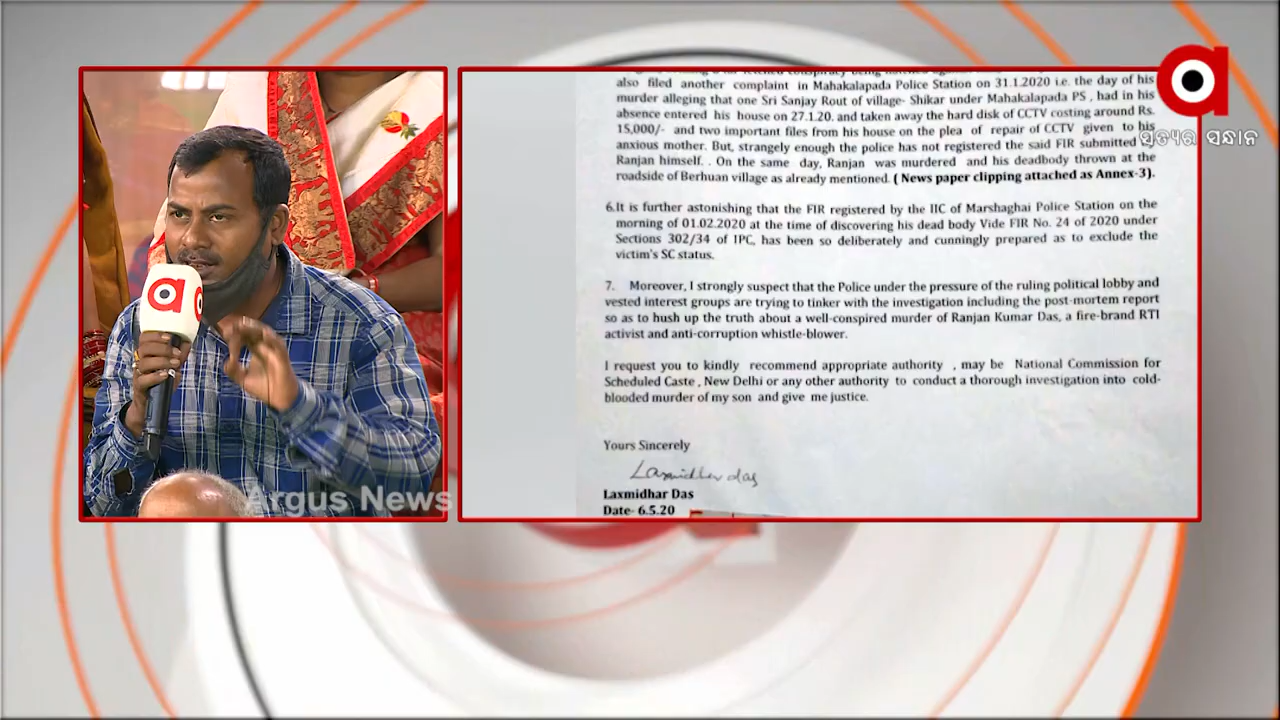 also filed another complaint in Mahakalapada Police Station on 31.1.2020 i.e. the day of his
murder alleging that one Sri Sanjay Rout of village- Shikar under Mahakalapada PS , had in his
absence entered his house on 27.1.20. and taken away the hard disk of CCTV costing around Rs.
15,000/- and two important files from his house on the plea of repair of CCTV given to his
anxious mother. But, strangely enough the police has not registered the said FIR submitted
Ranjan himself. . On the same day, Ranjan was murdered and his deadbody thrown at the
roadside of Berhuan village as already mentioned. ( News paper clipping attached as Annex-3).
6.It is further astonishing that the FIR registered by the IIC of Marshaghai Police Station on the
morning of 01.02.2020 at the time of discovering his dead body Vide FIR No. 24 of 2020 under
Sections 302/34 of IPC, has been so deliberately and cunningly prepared as to exclude the
victim's SC status.
7. Moreover, I strongly suspect that the Police under the pressure of the ruling political lobby and
vested interest groups are trying to tinker with the investigation including the post-mortem report
so as to hush up the truth about a well-conspired murder of Ranjan Kumar Das, a fire-brand RTI
activist and anti-corruption whistle-blower.
I request you to kindly recommend appropriate authority , may be National Commission for
Scheduled Caste , New Delhi or any other authority to conduct a thorough investigation into cold-
blooded murder of my son and give me justice.
Yours Sincerely
Laxmidhar das
Laxmidhar Das
Date- 6.5.20
a
ସତ୍ୟର ସନ୍ଧାନ
a
Argus News